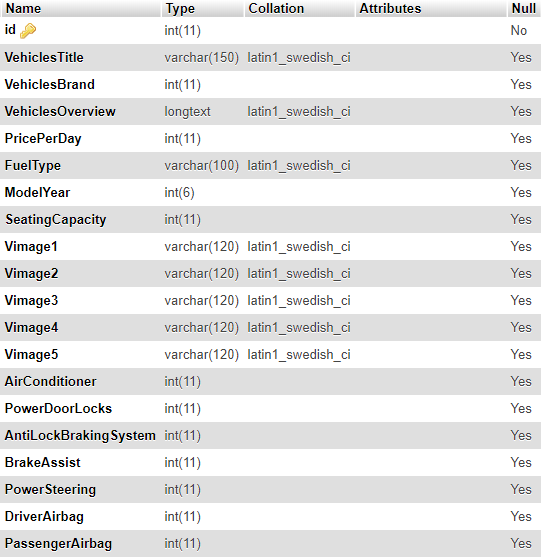 Name Type Collation Attributes Null
id int(11) No
VehiclesTitle varchar(150) latin1_swedish_ci Yes
VehiclesBrand int(11) Yes
VehiclesOverview longtext latin1_swedish_ci Yes
PricePerDay int(11) Yes
FuelType varchar(100) latin1_swedish_ci Yes
ModelYear int(6) Yes
SeatingCapacity int(11) Yes
Vimage1 varchar(120) latin1_swedish_ci Yes
Vimage2 varchar(120) latin1_swedish_ci Yes
Vimage3 varchar(120) latin1_swedish_ci Yes
Vimage4 varchar(120) latin1_swedish_ci Yes
Vimage5 varchar(120) latin1_swedish_ci Yes
AirConditioner int(11) Yes
PowerDoorLocks int(11) Yes
AntiLockBrakingSystem int(11) Yes
BrakeAssist int(11) Yes
PowerSteering int(11) Yes
DriverAirbag int(11) Yes
PassengerAirbag int(11) Yes